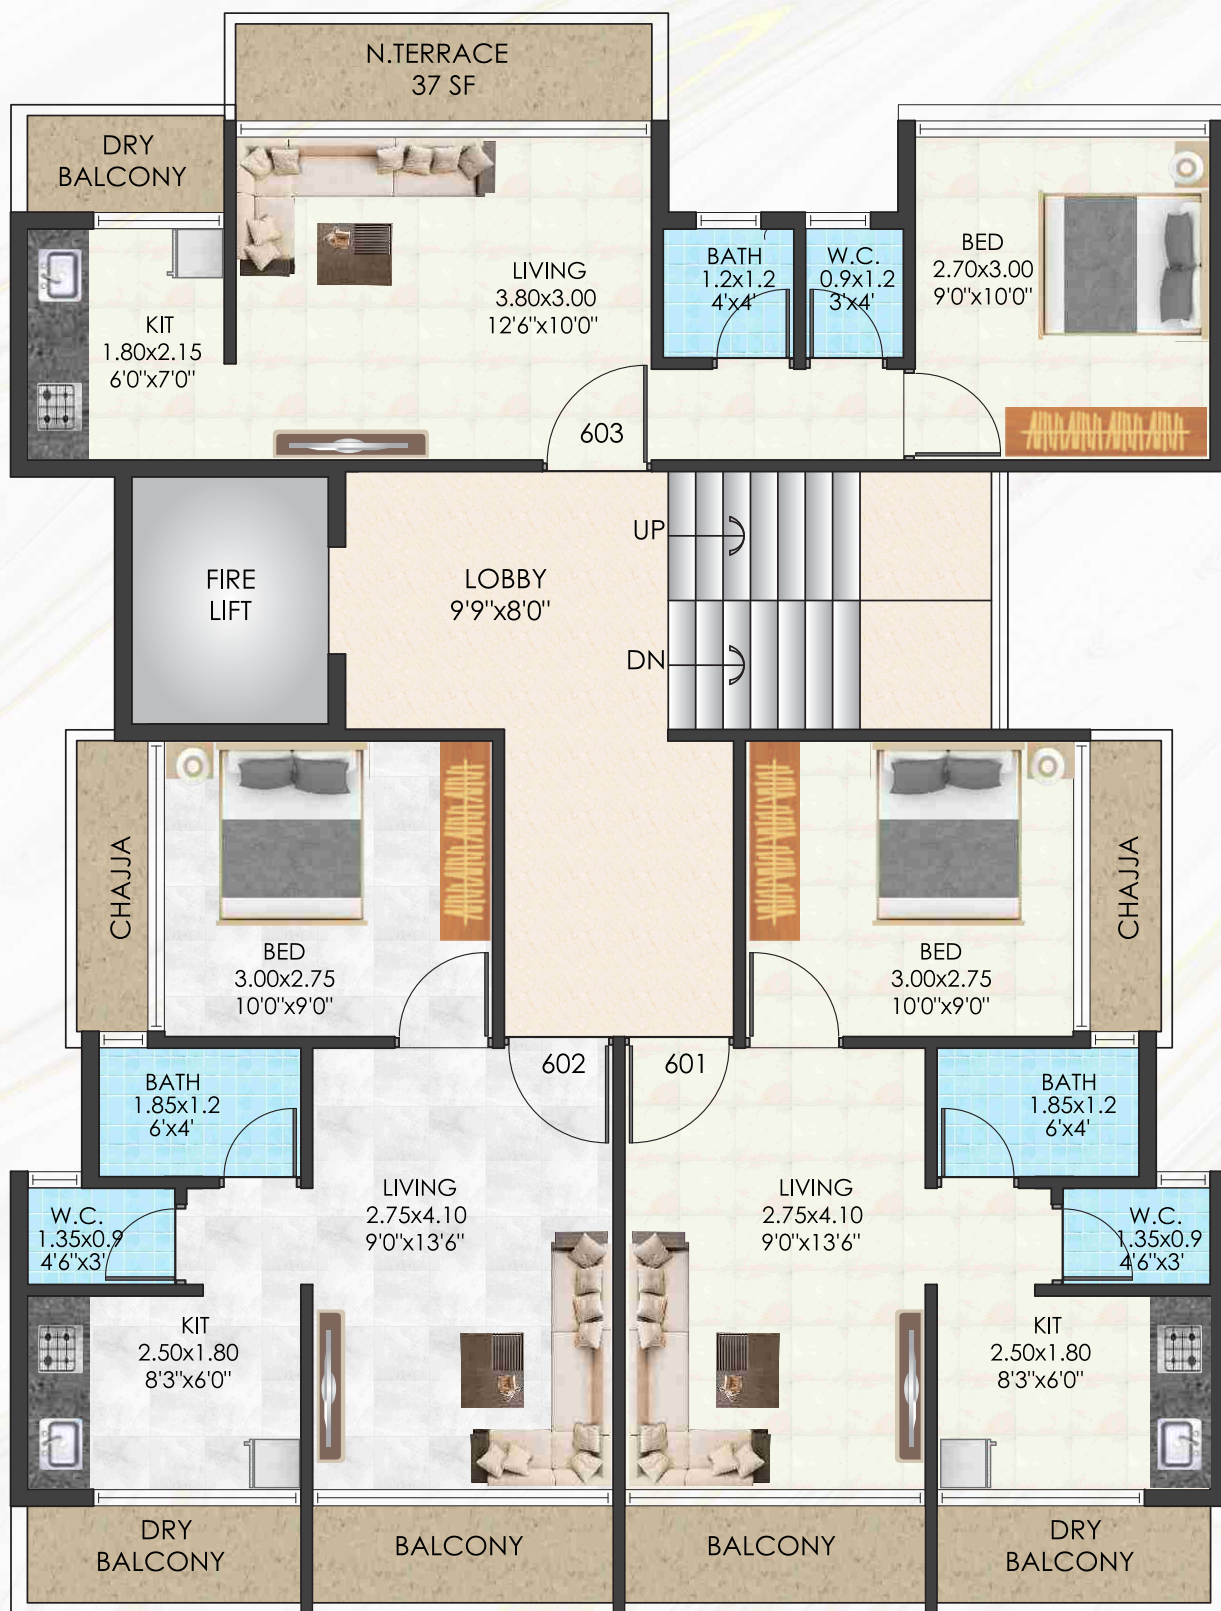 N.TERRACE
37 SF
DRY
BALCONY
LIVING
3.80x3.00
12'6"x10'0"
KIT
1.80x2.15
6'0"x7'0"
BATH
1.2x1.2
4'x4'
W.C.
0.9x1.2
3'x4'
BED
2.70x3.00
9'0"x10'0"
603
FIRE
LIFT
LOBBY
9'9"x8'0"
UP
DN
CHAJJA
BED
3.00x2.75
10'0"x9'0"
BED
3.00x2.75
10'0"x9'0"
CHAJJA
602
601
BATH
1.85x1.2
6'x4'
BATH
1.85x1.2
6'x4'
W.C.
1.35x0.9
4'6"x3'
LIVING
2.75x4.10
9'0"x13'6"
LIVING
2.75x4.10
9'0"x13'6"
W.C.
1.35x0.9
4'6"x3'
KIT
2.50x1.80
8'3"x6'0"
KIT
2.50x1.80
8'3"x6'0"
DRY
BALCONY
BALCONY
BALCONY
DRY
BALCONY